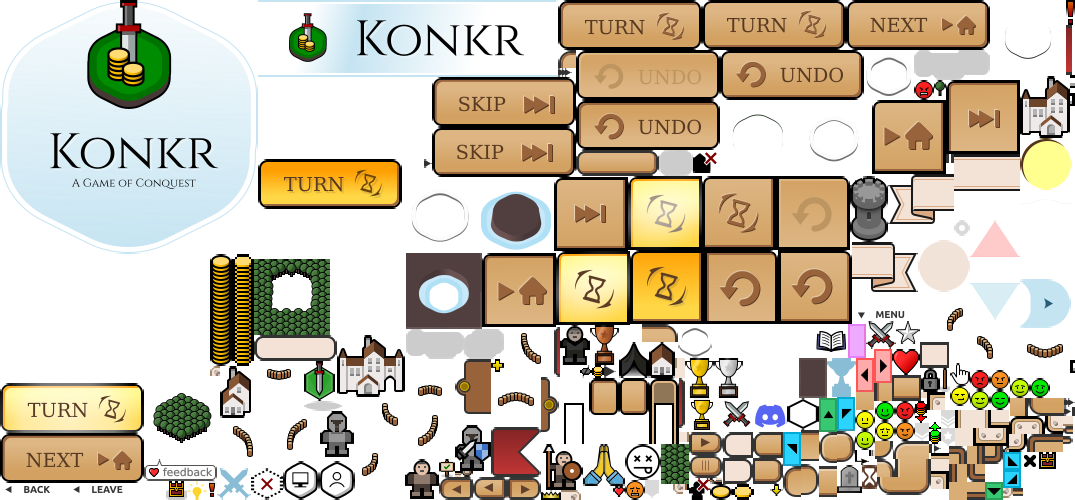 KONKR
A GAME OF CONQUEST
KONKR
TURN
TURN
NEXT
UNDO
UNDO
SKIP
UNDO
SKIP
TURN
MENU
TURN
NEXT
feedback
BACK
LEAVE